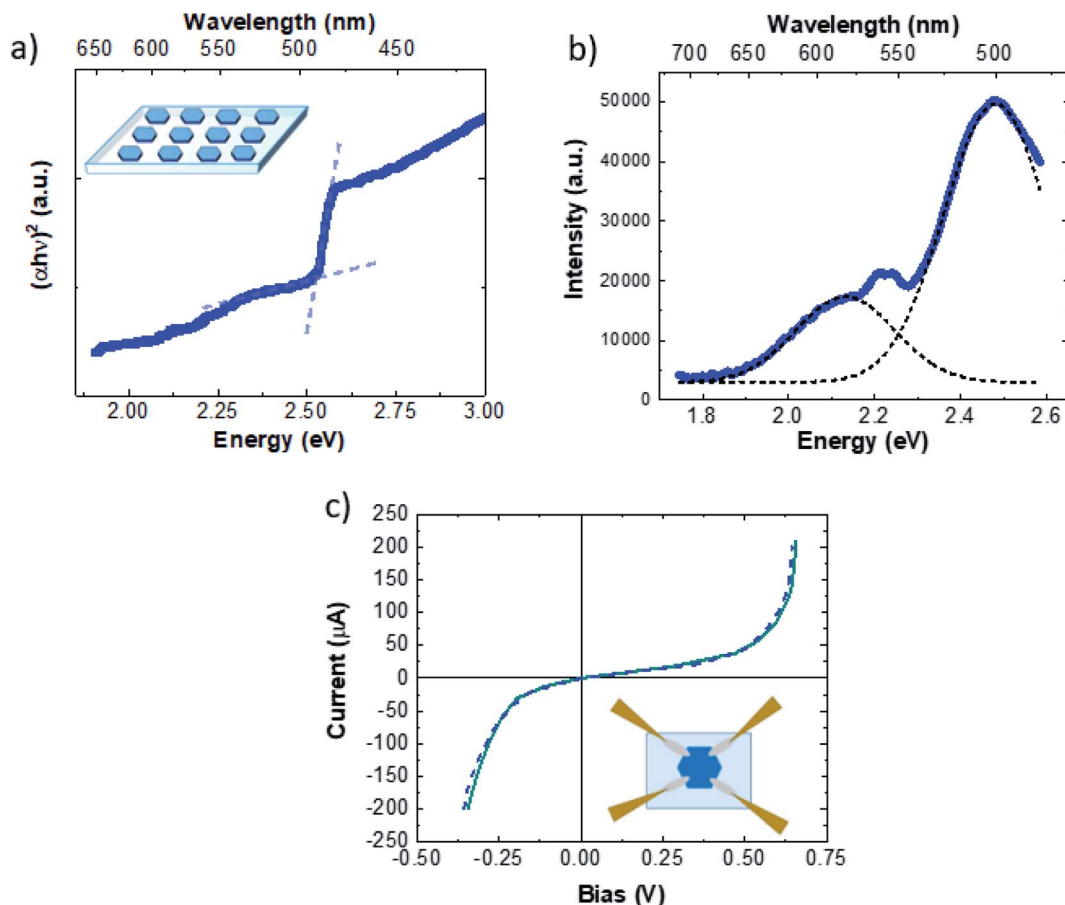 a)
Wavelength (nm)
650 600 550 500 450
(αhν)² (a.u.)
2.00 2.25 2.50 2.75 3.00
Energy (eV)
b)
Wavelength (nm)
700 650 600 550 500
50000
40000
30000
20000
10000
0
Intensity (a.u.)
1.8 2.0 2.2 2.4 2.6
Energy (eV)
c)
250
200
150
100
50
0
-50
-100
-150
-200
-250
Current (μA)
-0.50 -0.25 0.00 0.25 0.50 0.75
Bias (V)